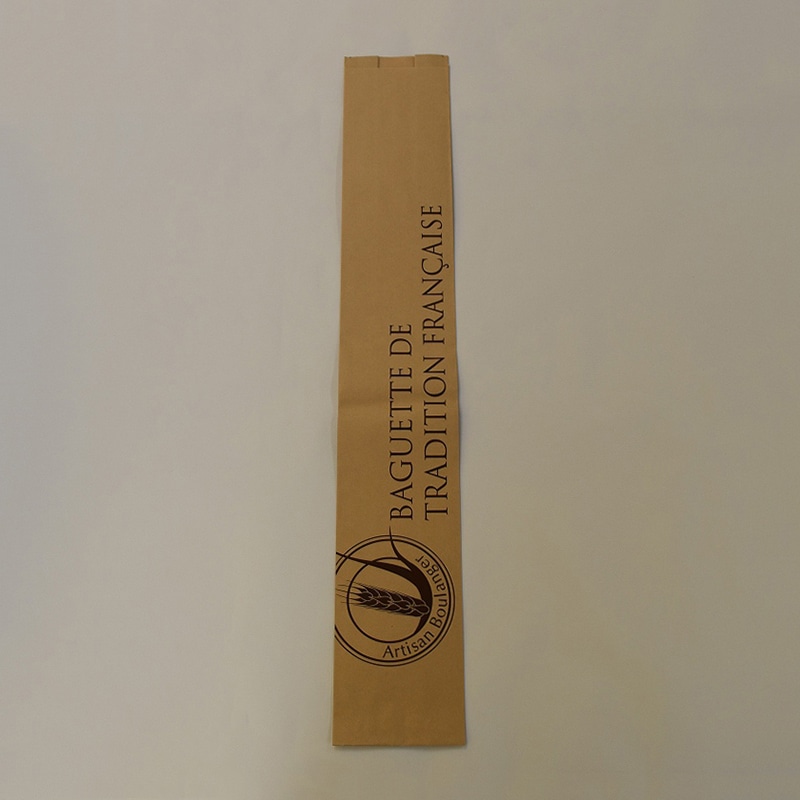 BAGUETTE DE
TRADITION FRANÇAISE
Artisan Boulanger